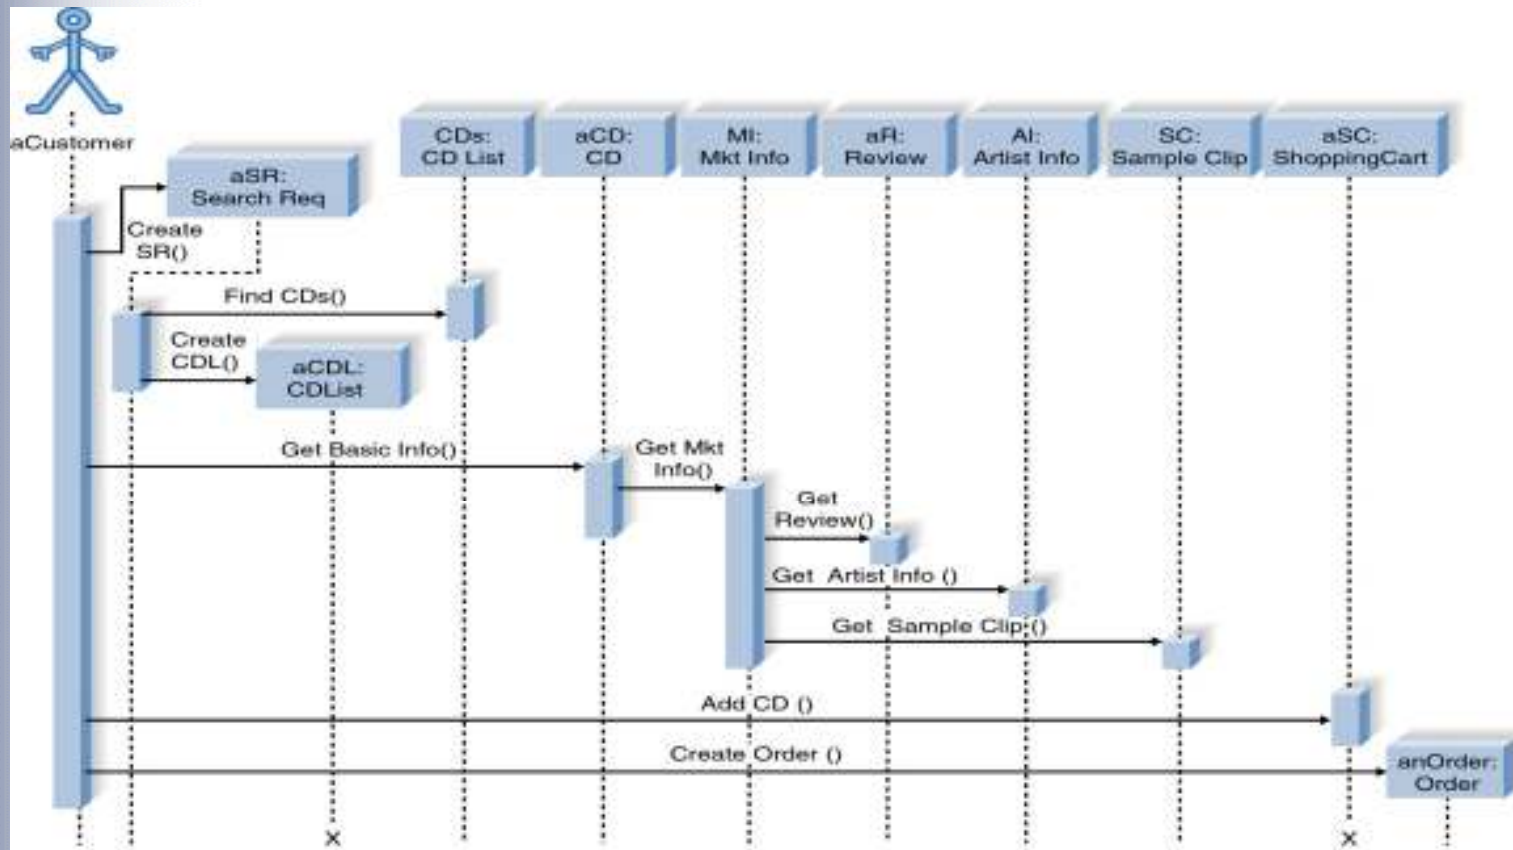 aCustomer
aSR:
Search Req
CDs:
CD List
aCD:
CD
MI:
Mkt Info
aR:
Review
AI:
Artist Info
SC:
Sample Clip
aSC:
ShoppingCart
Create
SR()
Find CDs()
Create
CDL()
aCDL:
CDList
Get Basic Info()
Get Mkt
Info()
Get
Review()
Get Artist Info ()
Get Sample Clip ()
Add CD ()
Create Order ()
anOrder:
Order
X
X